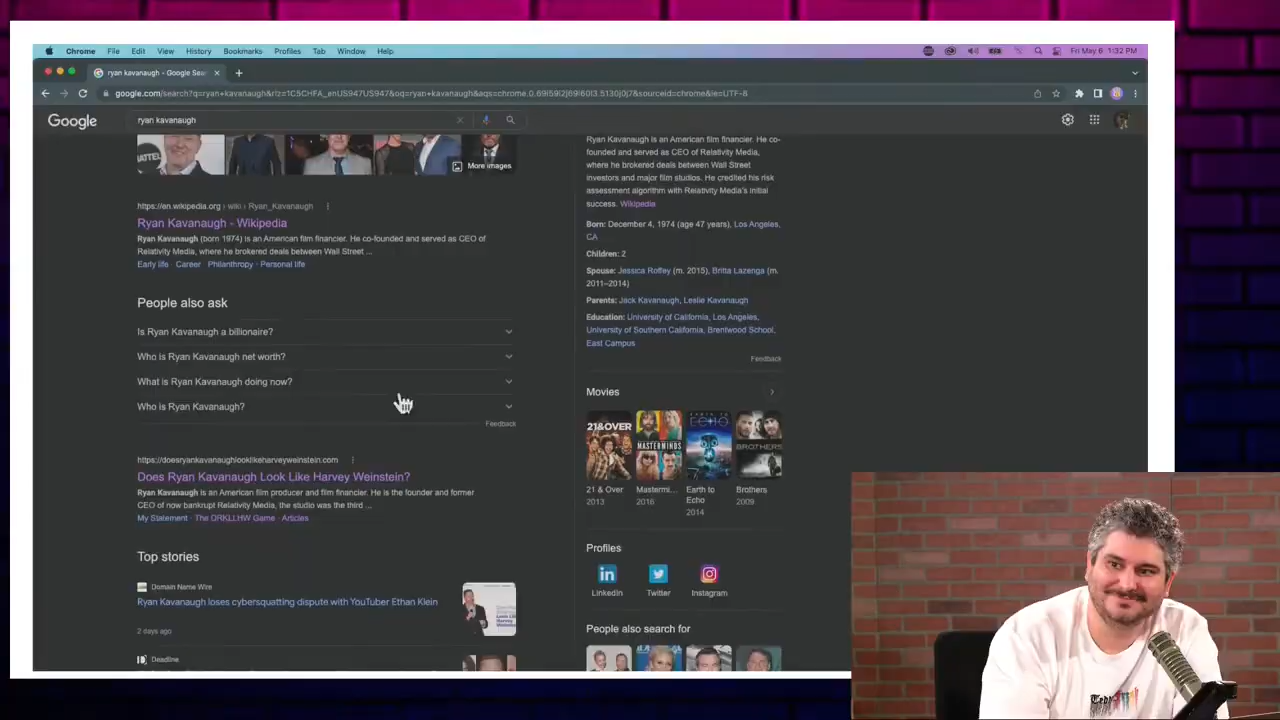 Chrome File Edit View History Bookmarks Profiles Tab Window Help
Fri May 6 1:32 PM
ryan kavanaugh - Google Sear
Google
ryan kavanaugh
More images
https://en.wikipedia.org › wiki › Ryan_Kavanaugh
Ryan Kavanaugh - Wikipedia
Ryan Kavanaugh (born 1974) is an American film financier. He co-founded and served as CEO of
Relativity Media, where he brokered deals between Wall Street ...
Early life · Career · Philanthropy · Personal life
People also ask
Is Ryan Kavanaugh a billionaire?
Who is Ryan Kavanaugh net worth?
What is Ryan Kavanaugh doing now?
Who is Ryan Kavanaugh?
Feedback
https://doesryankavanaughlooklikeharveyweinstein.com
Does Ryan Kavanaugh Look Like Harvey Weinstein?
Ryan Kavanaugh is an American film producer and film financier. He is the founder and former
CEO of now bankrupt Relativity Media, the studio was the third ...
My Statement · The DRKLLHW Game · Articles
Top stories
Domain Name Wire
Ryan Kavanaugh loses cybersquatting dispute with YouTuber Ethan Klein
2 days ago
Deadline
Ryan Kavanaugh is an American film financier. He co-
founded and served as CEO of Relativity Media,
where he brokered deals between Wall Street
investors and major film studios. He credited his risk
assessment algorithm with Relativity Media's initial
success. Wikipedia
Born: December 4, 1974 (age 47 years), Los Angeles,
CA
Children: 2
Spouse: Jessica Roffey (m. 2015), Britta Lazenga (m.
2011–2014)
Parents: Jack Kavanaugh, Leslie Kavanaugh
Education: University of California, Los Angeles,
University of Southern California, Brentwood School,
East Campus
Feedback
Movies
21&OVER
MASTERMINDS
ECHO
BROTHERS
21 & Over
2013
Mastermi...
2016
Earth to
Echo
2014
Brothers
2009
Profiles
LinkedIn
Twitter
Instagram
People also search for